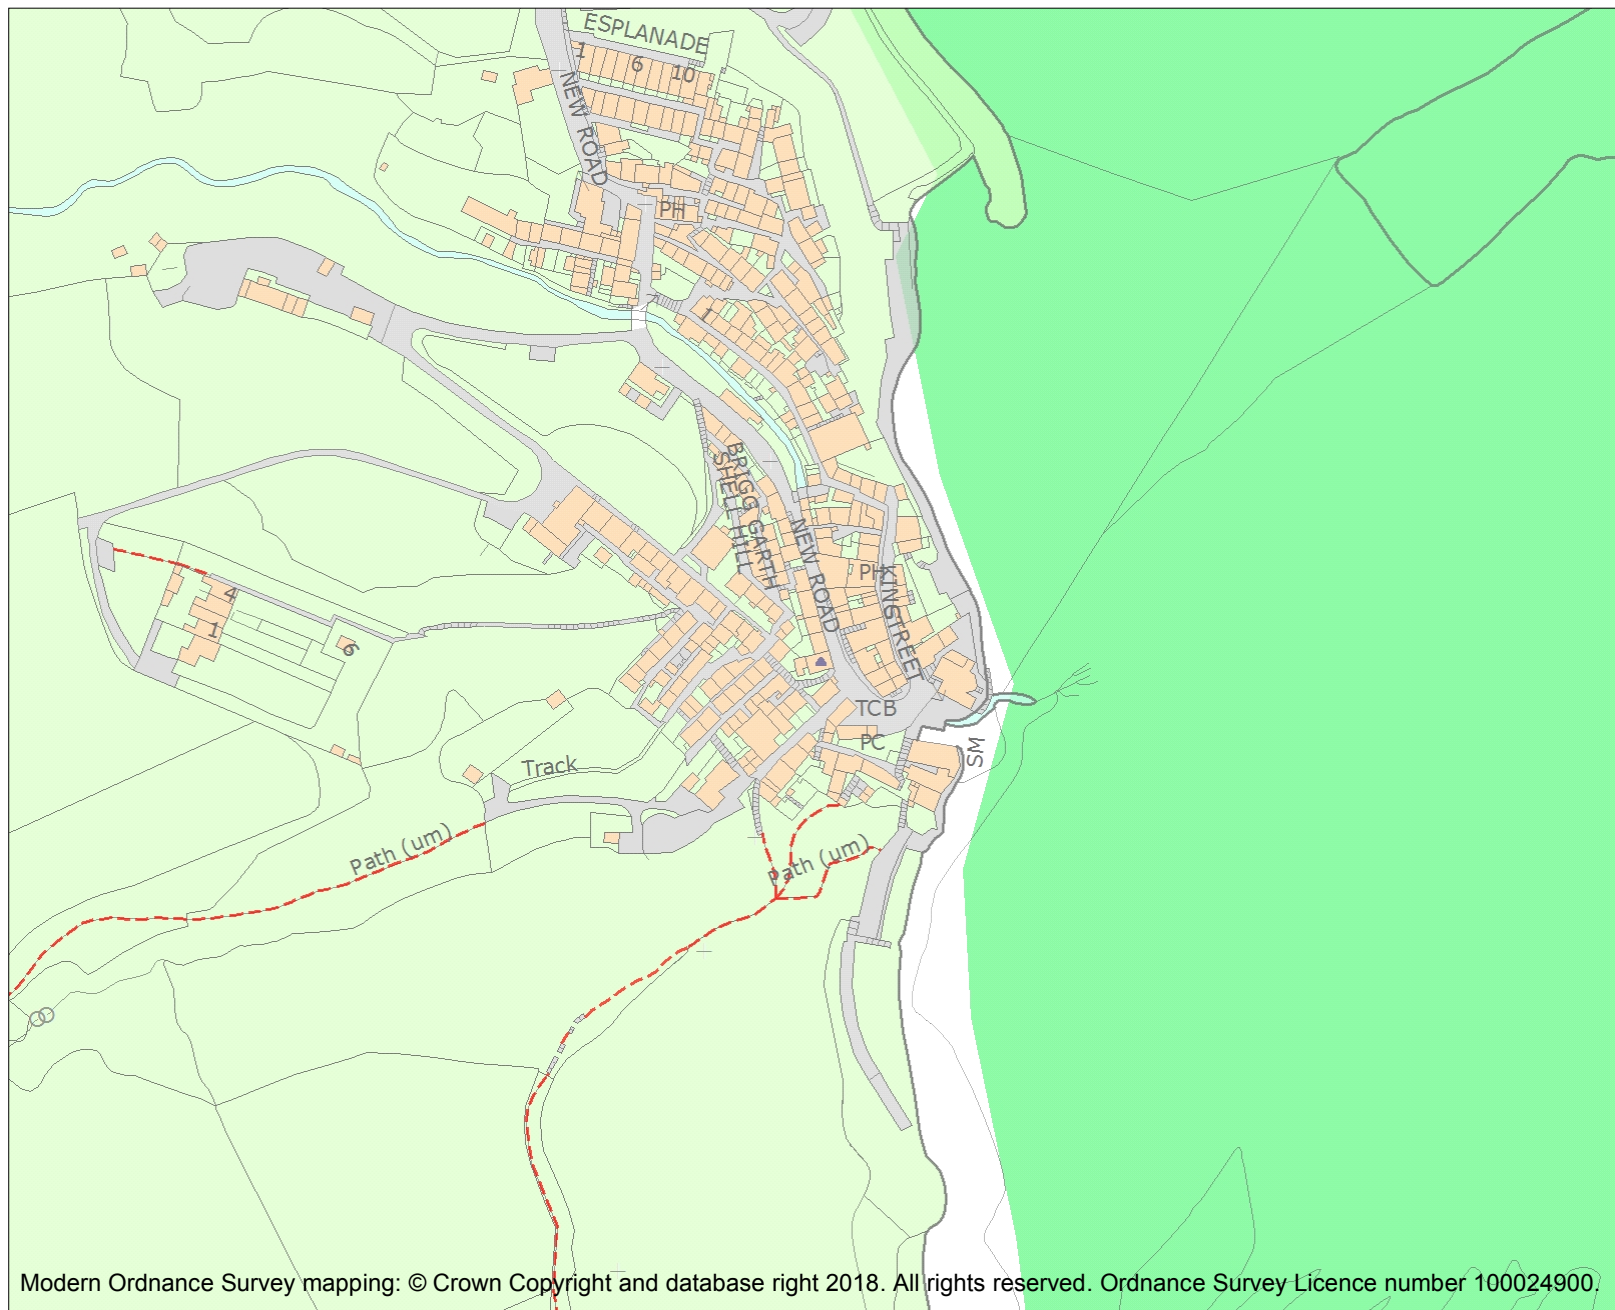 ESPLANADE
1
6
10
NEW ROAD
PH
1
BRIGG GARTH
SHELL HILL
NEW ROAD
PH
KINGSTREET
4
1
6
TCB
PC
SM
Track
Path (um)
Path (um)
Modern Ordnance Survey mapping: © Crown Copyright and database right 2018. All rights reserved. Ordnance Survey Licence number 100024900.